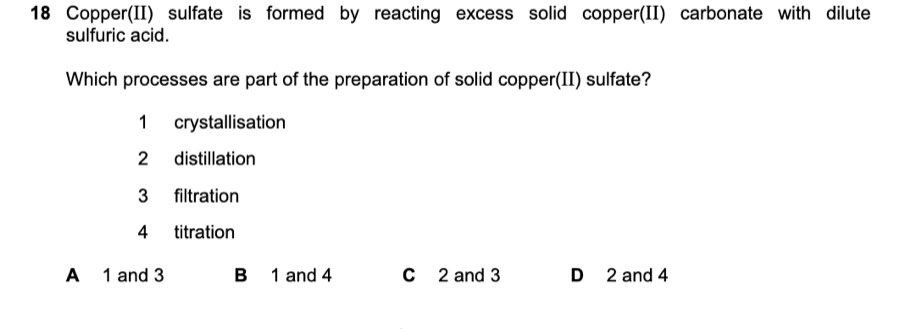 18 Copper(II) sulfate is formed by reacting excess solid copper(II) carbonate with dilute
sulfuric acid.
Which processes are part of the preparation of solid copper(II) sulfate?
1 crystallisation
2 distillation
3 filtration
4 titration
A 1 and 3 B 1 and 4 C 2 and 3 D 2 and 4